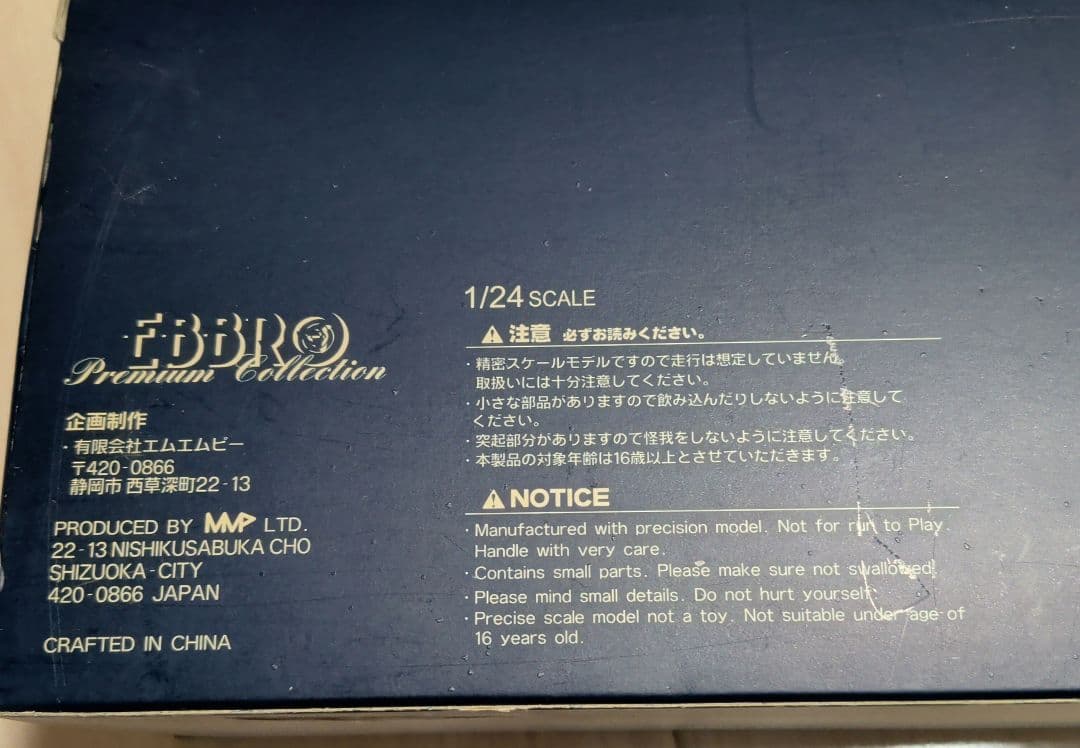 EBBRO
Premium Collection
企画制作
・有限会社エムエムピー
〒420-0866
静岡市 西草深町22-13
PRODUCED BY MMP LTD.
22-13 NISHIKUSABUKA CHO
SHIZUOKA-CITY
420-0866 JAPAN
CRAFTED IN CHINA
1/24 SCALE
⚠ 注意 必ずお読みください。
・精密スケールモデルですので走行は想定していません。
取扱いには十分注意してください。
・小さな部品がありますので飲み込んだりしないように注意して
ください。
・突起部分がありますので怪我をしないように注意してください。
・本製品の対象年齢は16歳以上とさせていただきます。
⚠ NOTICE
・Manufactured with precision model. Not for run to Play.
Handle with very care.
・Contains small parts. Please make sure not swallowed!
・Please mind small details. Do not hurt yourself.
・Precise scale model not a toy. Not suitable under age of
16 years old.